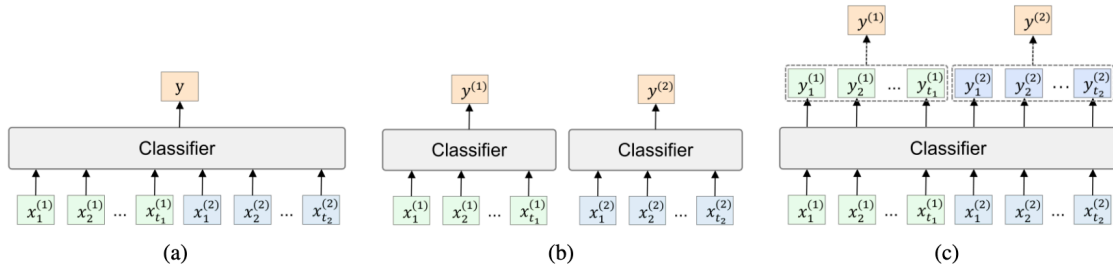 y
Classifier
x_1^{(1)} x_2^{(1)} ... x_{t_1}^{(1)} x_1^{(2)} x_2^{(2)} ... x_{t_2}^{(2)}
(a)
y^{(1)} y^{(2)}
Classifier Classifier
x_1^{(1)} x_2^{(1)} ... x_{t_1}^{(1)} x_1^{(2)} x_2^{(2)} ... x_{t_2}^{(2)}
(b)
y^{(1)} y^{(2)}
y_1^{(1)} y_2^{(1)} ... y_{t_1}^{(1)} y_1^{(2)} y_2^{(2)} ... y_{t_2}^{(2)}
Classifier
x_1^{(1)} x_2^{(1)} ... x_{t_1}^{(1)} x_1^{(2)} x_2^{(2)} ... x_{t_2}^{(2)}
(c)